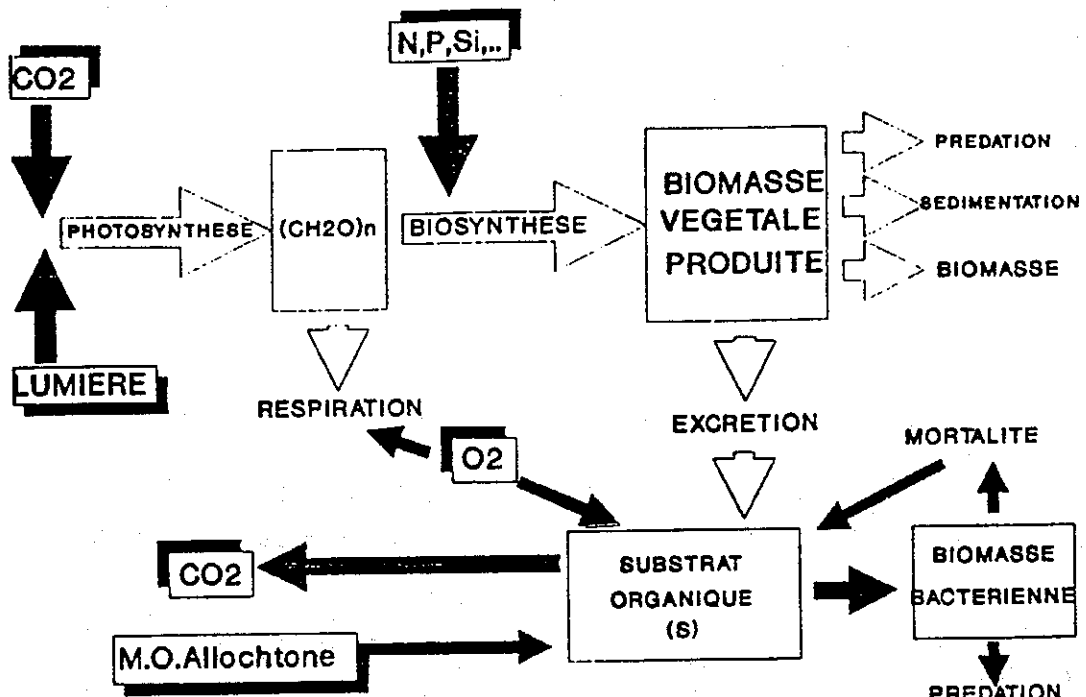 N,P,Si,..
CO2
PREDATION
BIOMASSE
VEGETALE
PRODUITE
SEDIMENTATION
PHOTOSYNTHESE
(CH2O)n
BIOSYNTHESE
BIOMASSE
LUMIERE
RESPIRATION
EXCRETION
MORTALITE
O2
CO2
SUBSTRAT
ORGANIQUE
(S)
BIOMASSE
BACTERIENNE
M.O.Allochtone
PREDATION